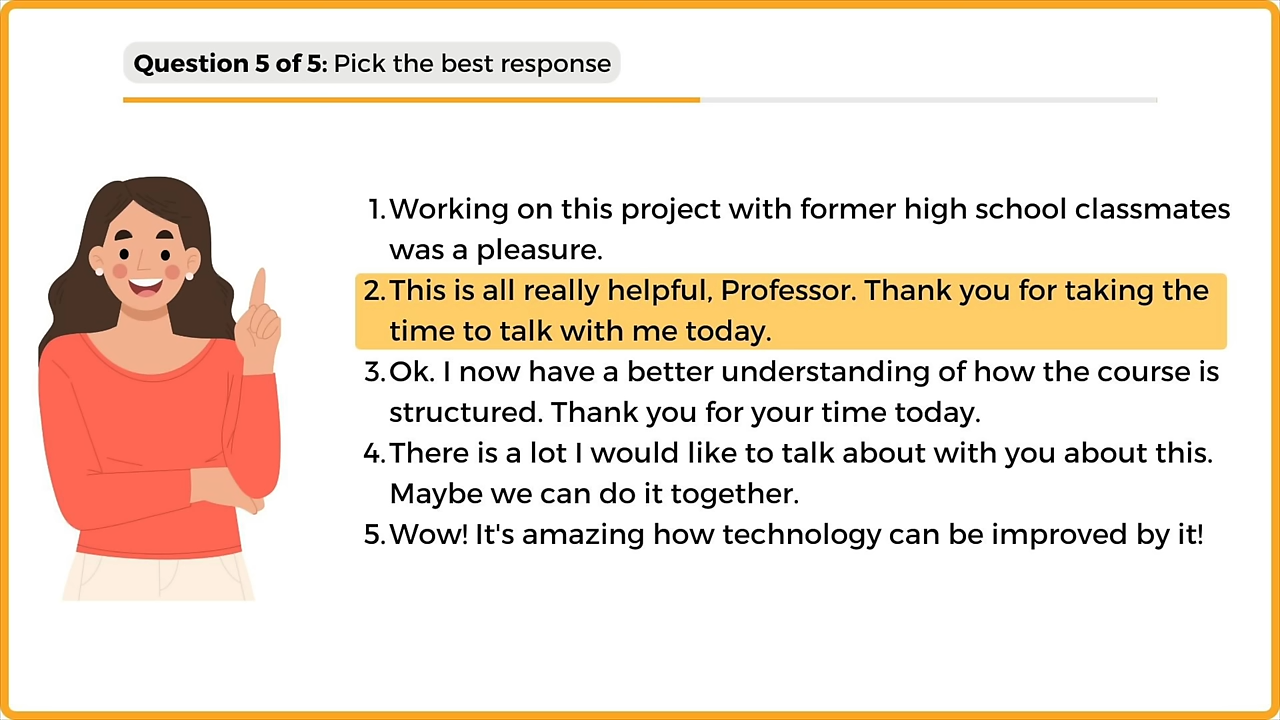 Question 5 of 5: Pick the best response
1. Working on this project with former high school classmates
was a pleasure.
2. This is all really helpful, Professor. Thank you for taking the
time to talk with me today.
3. Ok. I now have a better understanding of how the course is
structured. Thank you for your time today.
4. There is a lot I would like to talk about with you about this.
Maybe we can do it together.
5. Wow! It's amazing how technology can be improved by it!